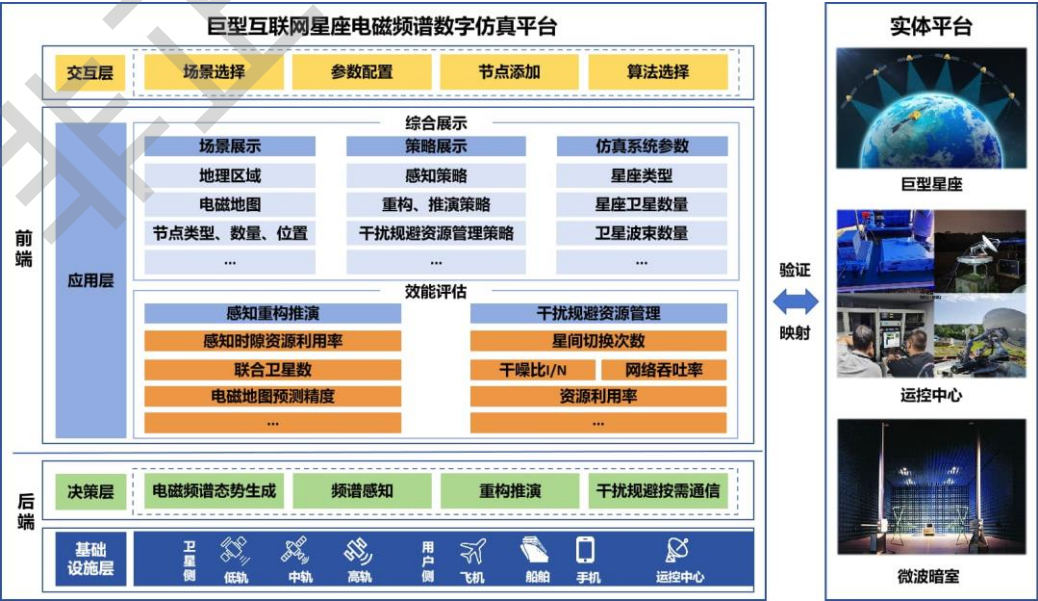 巨型互联网星座电磁频谱数字仿真平台
前端
交互层
场景选择 参数配置 节点添加 算法选择
应用层
综合展示
场景展示 策略展示 仿真系统参数
地理区域 感知策略 星座类型
电磁地图 重构、推演策略 星座卫星数量
节点类型、数量、位置 干扰规避资源管理策略 卫星波束数量
... ... ...
效能评估
感知重构推演 干扰规避资源管理
感知时隙资源利用率 星间切换次数
联合卫星数 干噪比I/N 网络吞吐率
电磁地图预测精度 资源利用率
... ...
后端
决策层
电磁频谱态势生成 频谱感知 重构推演 干扰规避按需通信
基础
设施层
卫星侧 低轨 中轨 高轨 用户侧 飞机 船舶 手机 运控中心
验证
映射
实体平台
巨型星座
运控中心
微波暗室